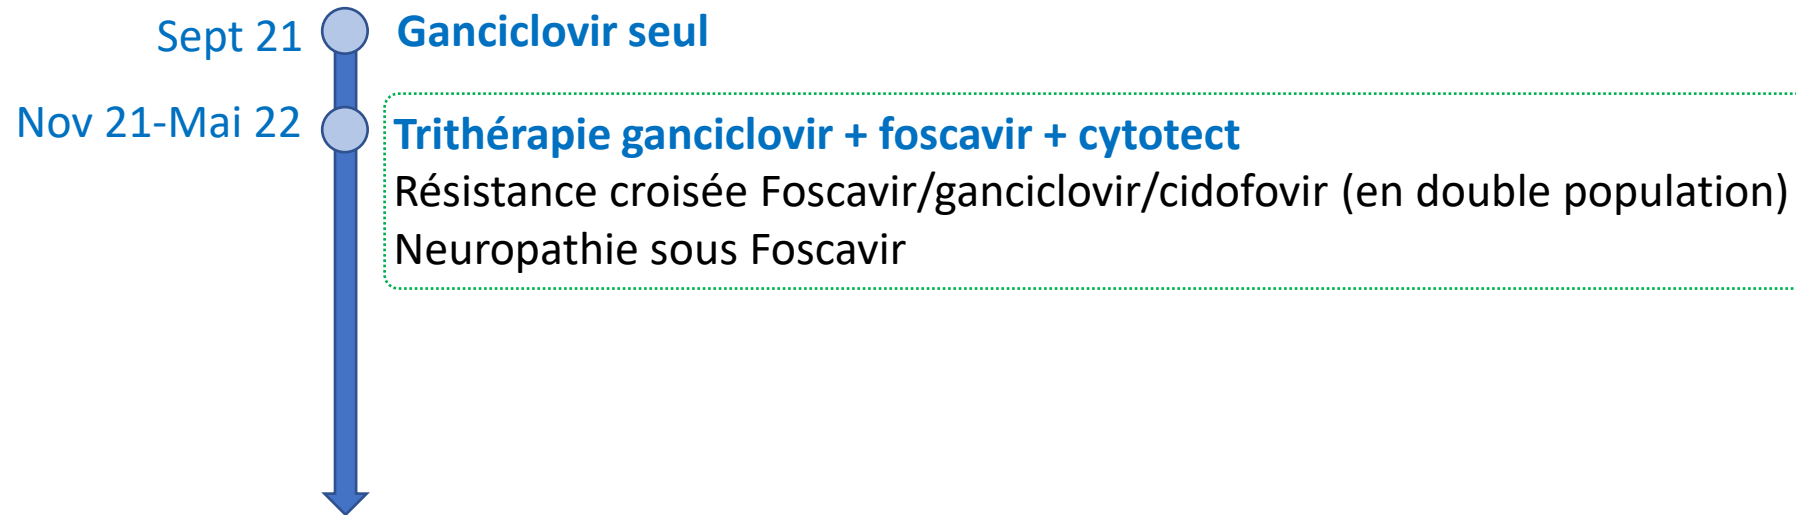 Sept 21
Ganciclovir seul
Nov 21-Mai 22
Trithérapie ganciclovir + foscavir + cytotect
Résistance croisée Foscavir/ganciclovir/cidofovir (en double population)
Neuropathie sous Foscavir